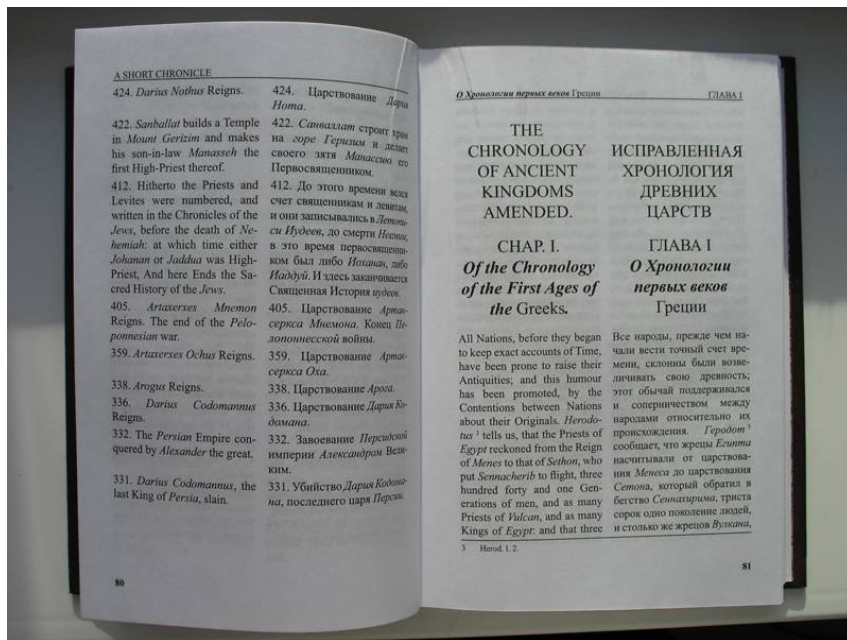 A SHORT CHRONICLE
424. Darius Nothus Reigns.
422. Sanballat builds a Temple
in Mount Gerizim and makes
his son-in-law Manasseh the
first High-Priest thereof.
412. Hitherto the Priests and
Levites were numbered, and
written in the Chronicles of the
Jews, before the death of Ne-
hemiah: at which time either
Johanan or Jaddua was High-
Priest, And here Ends the Sa-
cred History of the Jews.
405. Artaxerxes Mnemon
Reigns. The end of the Pelo-
ponnesian war.
359. Artaxerxes Ochus Reigns.
338. Arogus Reigns.
336. Darius Codomannus
Reigns.
332. The Persian Empire con-
quered by Alexander the great.
331. Darius Codomannus, the
last King of Persia, slain.
424. Царствование Дария
Нота.
422. Санваллат строит храм
на горе Геризим и делает
своего зятя Манассию его
Первосвященником.
412. До этого времени велся
счет священникам и левитам,
и они записывались в Летопи-
си Иудеев, до смерти Неемии,
в это время первосвященни-
ком был либо Иоханан, либо
Иаддуй. И здесь заканчивается
Священная История иудеев.
405. Царствование Артак-
серкса Мнемона. Конец Пе-
лопоннесской войны.
359. Царствование Артак-
серкса Оха.
338. Царствование Арога.
336. Царствование Дария Ко-
домана.
332. Завоевание Персидской
империи Александром Вели-
ким.
331. Убийство Дария Кодома-
на, последнего царя Персии.
80
О Хронологии первых веков Греции ГЛАВА I
THE
CHRONOLOGY
OF ANCIENT
KINGDOMS
AMENDED.
CHAP. I.
Of the Chronology
of the First Ages of
the Greeks.
All Nations, before they began
to keep exact accounts of Time,
have been prone to raise their
Antiquities; and this humour
has been promoted, by the
Contentions between Nations
about their Originals. Herodo-
tus 3 tells us, that the Priests of
Egypt reckoned from the Reign
of Menes to that of Sethon, who
put Sennacherib to flight, three
hundred forty and one Gen-
erations of men, and as many
Priests of Vulcan, and as many
Kings of Egypt: and that three
ИСПРАВЛЕННАЯ
ХРОНОЛОГИЯ
ДРЕВНИХ
ЦАРСТВ
ГЛАВА I
О Хронологии
первых веков
Греции
Все народы, прежде чем на-
чали вести точный счет вре-
мени, склонны были возве-
личивать свою древность;
этот обычай поддерживался
и соперничеством между
народами относительно их
происхождения. Геродот 3
сообщает, что жрецы Египта
насчитывали от царствова-
ния Менеса до царствования
Сетона, который обратил в
бегство Сеннахирима, триста
сорок одно поколение людей,
и столько же жрецов Вулкана,
3 Herod. l. 2.
81